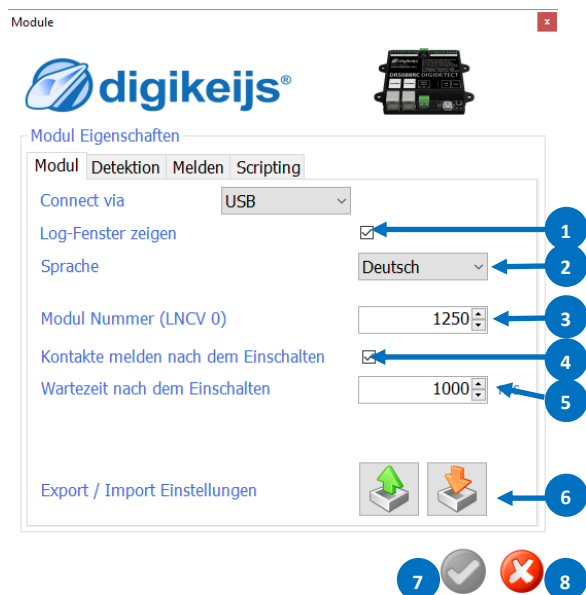 Module
x
digikeijs®
DR5088RC DIGIDETECT
Modul Eigenschaften
Modul Detektion Melden Scripting
Connect via USB
Log-Fenster zeigen 1
Sprache Deutsch 2
Modul Nummer (LNCV 0) 1250 3
Kontakte melden nach dem Einschalten 4
Wartezeit nach dem Einschalten 1000 5
Export / Import Einstellungen 6
7 8